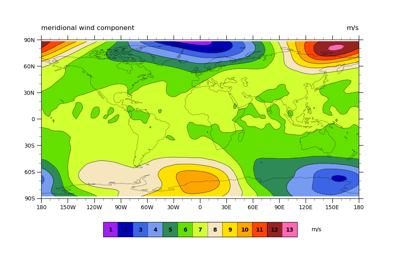 meridional wind component m/s
90N
60N
30N
0
30S
60S
90S
180 150W 120W 90W 60W 30W 0 30E 60E 90E 120E 150E 180
1 2 3 4 5 6 7 8 9 10 11 12 13 m/s